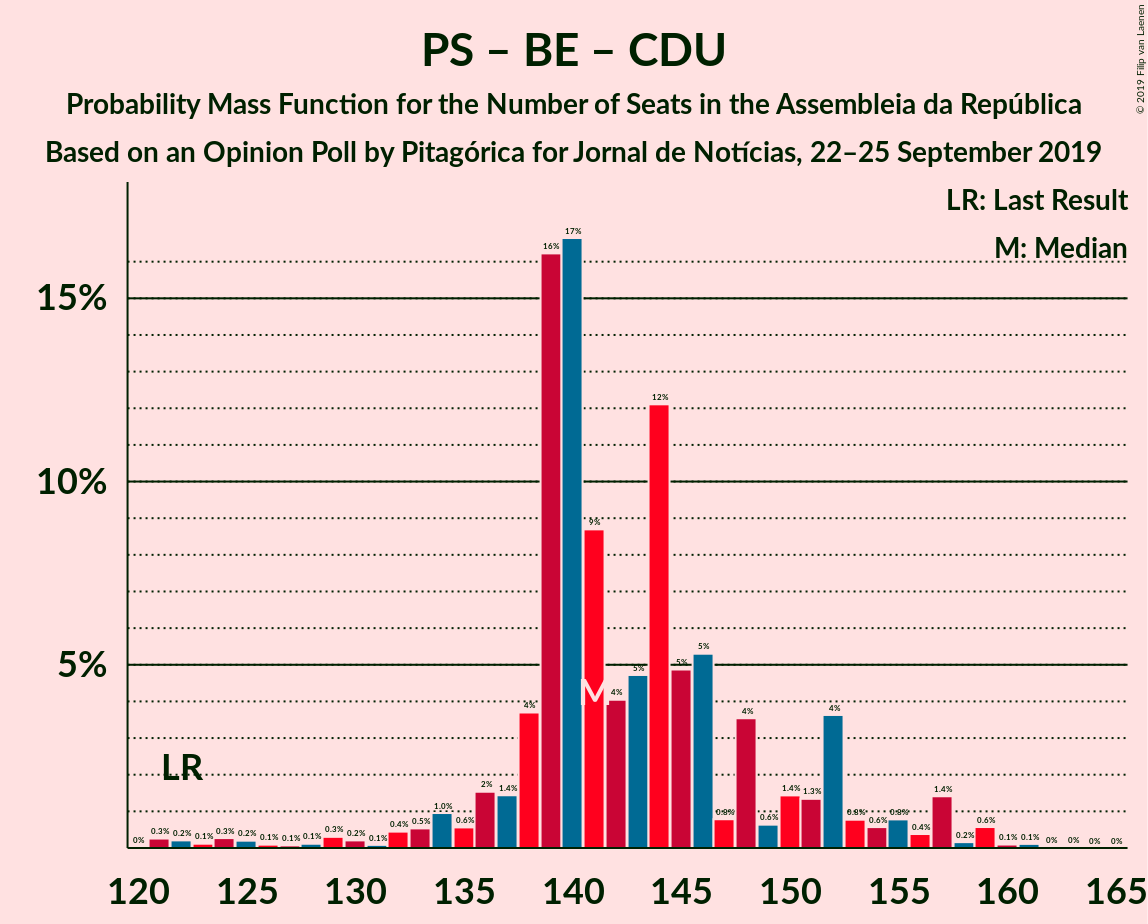 PS – BE – CDU
Probability Mass Function for the Number of Seats in the Assembleia da República
Based on an Opinion Poll by Pitagórica for Jornal de Notícias, 22–25 September 2019
© 2019 Filip van Laenen
LR: Last Result
M: Median
15%
10%
5%
0% 0.3% 0.2% 0.1% 0.3% 0.2% 0.1% 0.1% 0.1% 0.3% 0.2% 0.1% 0.4% 0.5% 1.0% 0.6% 2% 1.4% 4% 16% 17% 9% 4% 5% 12% 5% 5% 0.8% 4% 0.6% 1.4% 1.3% 4% 0.8% 0.6% 0.8% 0.4% 1.4% 0.2% 0.6% 0.1% 0.1% 0% 0% 0% 0%
M
LR
120 125 130 135 140 145 150 155 160 165